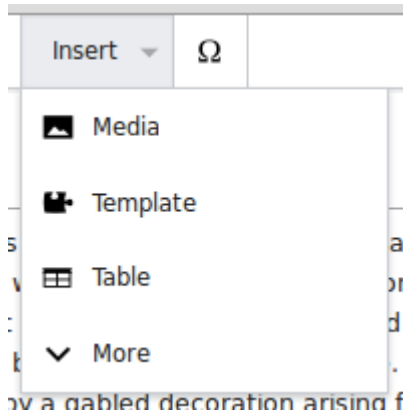 Insert Ω
Media
Template
Table
More
by a gabled decoration arising f